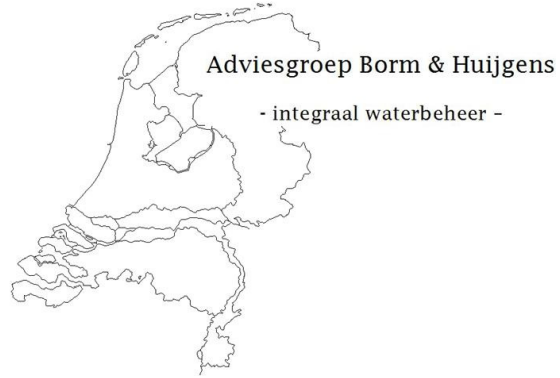 Adviesgroep Borm & Huijgens
- integraal waterbeheer –